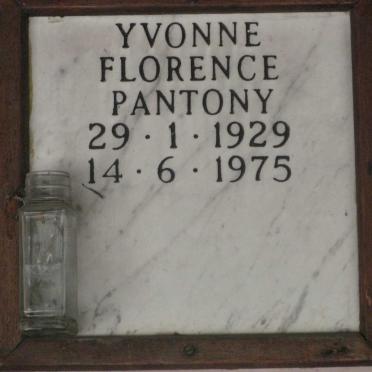 YVONNE
FLORENCE
PANTONY
29 · 1 · 1929
14 · 6 · 1975